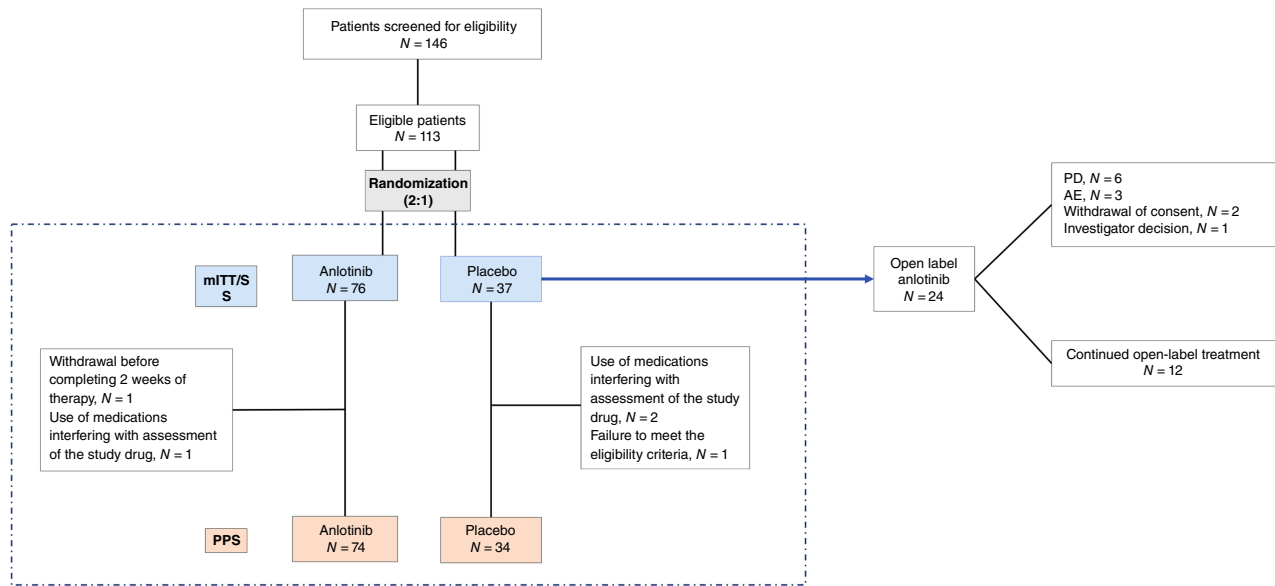 Patients screened for eligibility
N = 146
Eligible patients
N = 113
Randomization
(2:1)
mITT/S
S
Anlotinib
N = 76
Placebo
N = 37
Open label
anlotinib
N = 24
PD, N = 6
AE, N = 3
Withdrawal of consent, N = 2
Investigator decision, N = 1
Continued open-label treatment
N = 12
Withdrawal before
completing 2 weeks of
therapy, N = 1
Use of medications
interfering with assessment
of the study drug, N = 1
Use of medications
interfering with
assessment of the study
drug, N = 2
Failure to meet the
eligibility criteria, N = 1
PPS
Anlotinib
N = 74
Placebo
N = 34